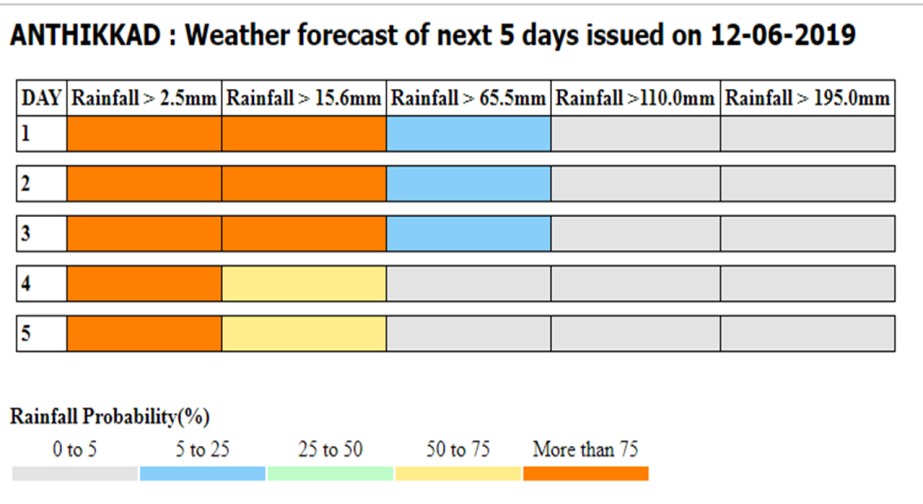 ANTHIKKAD : Weather forecast of next 5 days issued on 12-06-2019
DAY Rainfall > 2.5mm Rainfall > 15.6mm Rainfall > 65.5mm Rainfall >110.0mm Rainfall > 195.0mm
1
2
3
4
5
Rainfall Probability(%)
0 to 5 5 to 25 25 to 50 50 to 75 More than 75